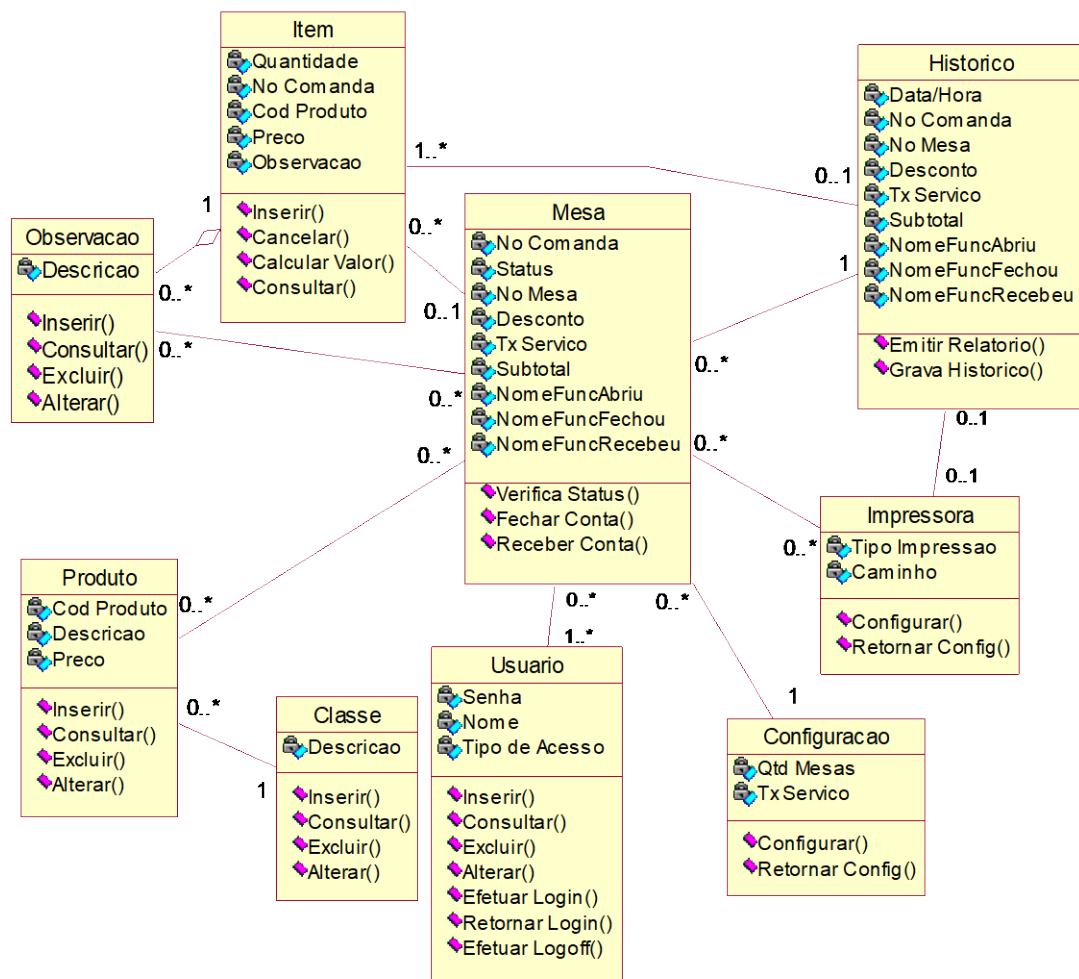 Item
Quantidade
No Comanda
Cod Produto
Preco
Observacao
Inserir()
Cancelar()
Calcular Valor()
Consultar()
Historico
Data/Hora
No Comanda
No Mesa
Desconto
Tx Servico
Subtotal
NomeFuncAbriu
NomeFuncFechou
NomeFuncRecebeu
Emitir Relatorio()
Grava Historico()
1..*
0..1
1
0..*
Observacao
Descricao
Inserir()
Consultar()
Excluir()
Alterar()
0..*
0..1
0..*
0..*
Mesa
No Comanda
Status
No Mesa
Desconto
Tx Servico
Subtotal
NomeFuncAbriu
NomeFuncFechou
NomeFuncRecebeu
Verifica Status()
Fechar Conta()
Receber Conta()
1
0..*
0..1
0..1
0..*
0..*
Impressora
Tipo Impressao
Caminho
Configurar()
Retornar Config()
0..*
0..*
Produto
Cod Produto
Descricao
Preco
Inserir()
Consultar()
Excluir()
Alterar()
0..*
1
Classe
Descricao
Inserir()
Consultar()
Excluir()
Alterar()
0..*
1..*
Usuario
Senha
Nome
Tipo de Acesso
Inserir()
Consultar()
Excluir()
Alterar()
Efetuar Login()
Retornar Login()
Efetuar Logoff()
0..*
1
Configuracao
Qtd Mesas
Tx Servico
Configurar()
Retornar Config()